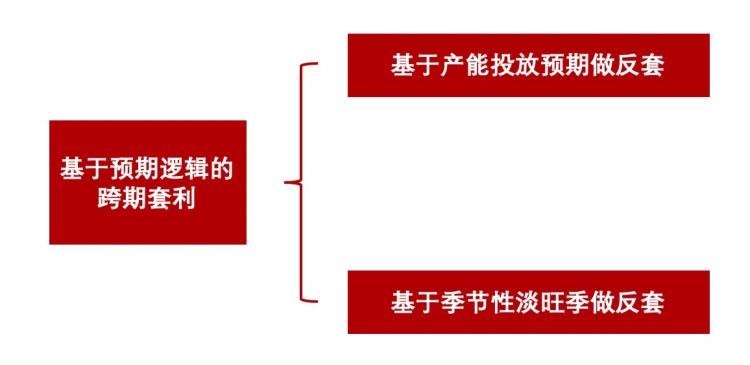 基于产能投放预期做反套
基于预期逻辑的
跨期套利
基于季节性淡旺季做反套